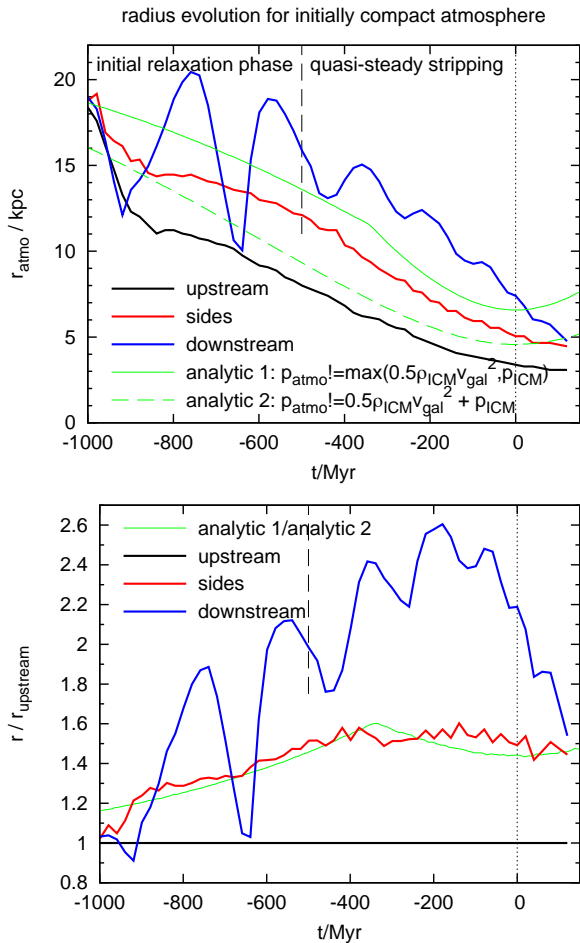 radius evolution for initially compact atmosphere
initial relaxation phase quasi-steady stripping
r_atmo / kpc
20
15
10
5
0
upstream
sides
downstream
analytic 1: p_atmo!=max(0.5ρ_ICM v_gal^2,p_ICM)
analytic 2: p_atmo!=0.5ρ_ICM v_gal^2 + p_ICM
-1000 -800 -600 -400 -200 0
t/Myr
r / r_upstream
2.6
2.4
2.2
2
1.8
1.6
1.4
1.2
1
0.8
analytic 1/analytic 2
upstream
sides
downstream
-1000 -800 -600 -400 -200 0
t/Myr